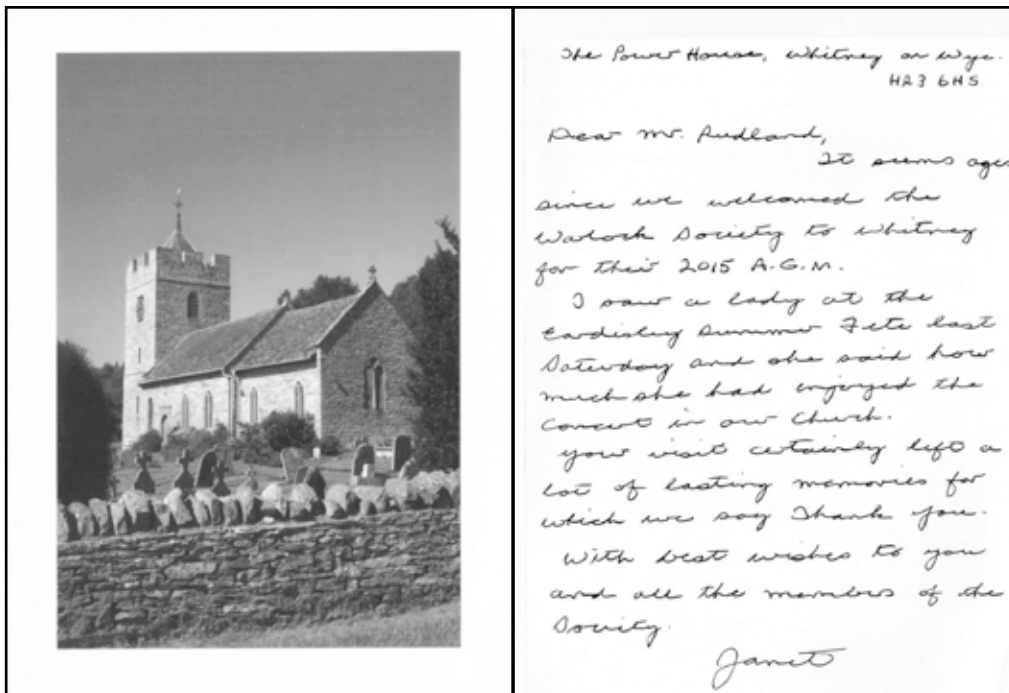 The Power House, Whitney on Wye.
HR3 6HS
Dear Mr. Rudland,
It seems ages
since we welcomed the
Warlock Society to Whitney
for their 2015 A.G.M.
I saw a lady at the
Eardisley Summer Fete last
Saturday and she said how
much she had enjoyed the
Concert in our Church.
Your visit certainly left a
lot of lasting memories for
which we say Thank you.
With best wishes to you
and all the members of the
Society.
Janet